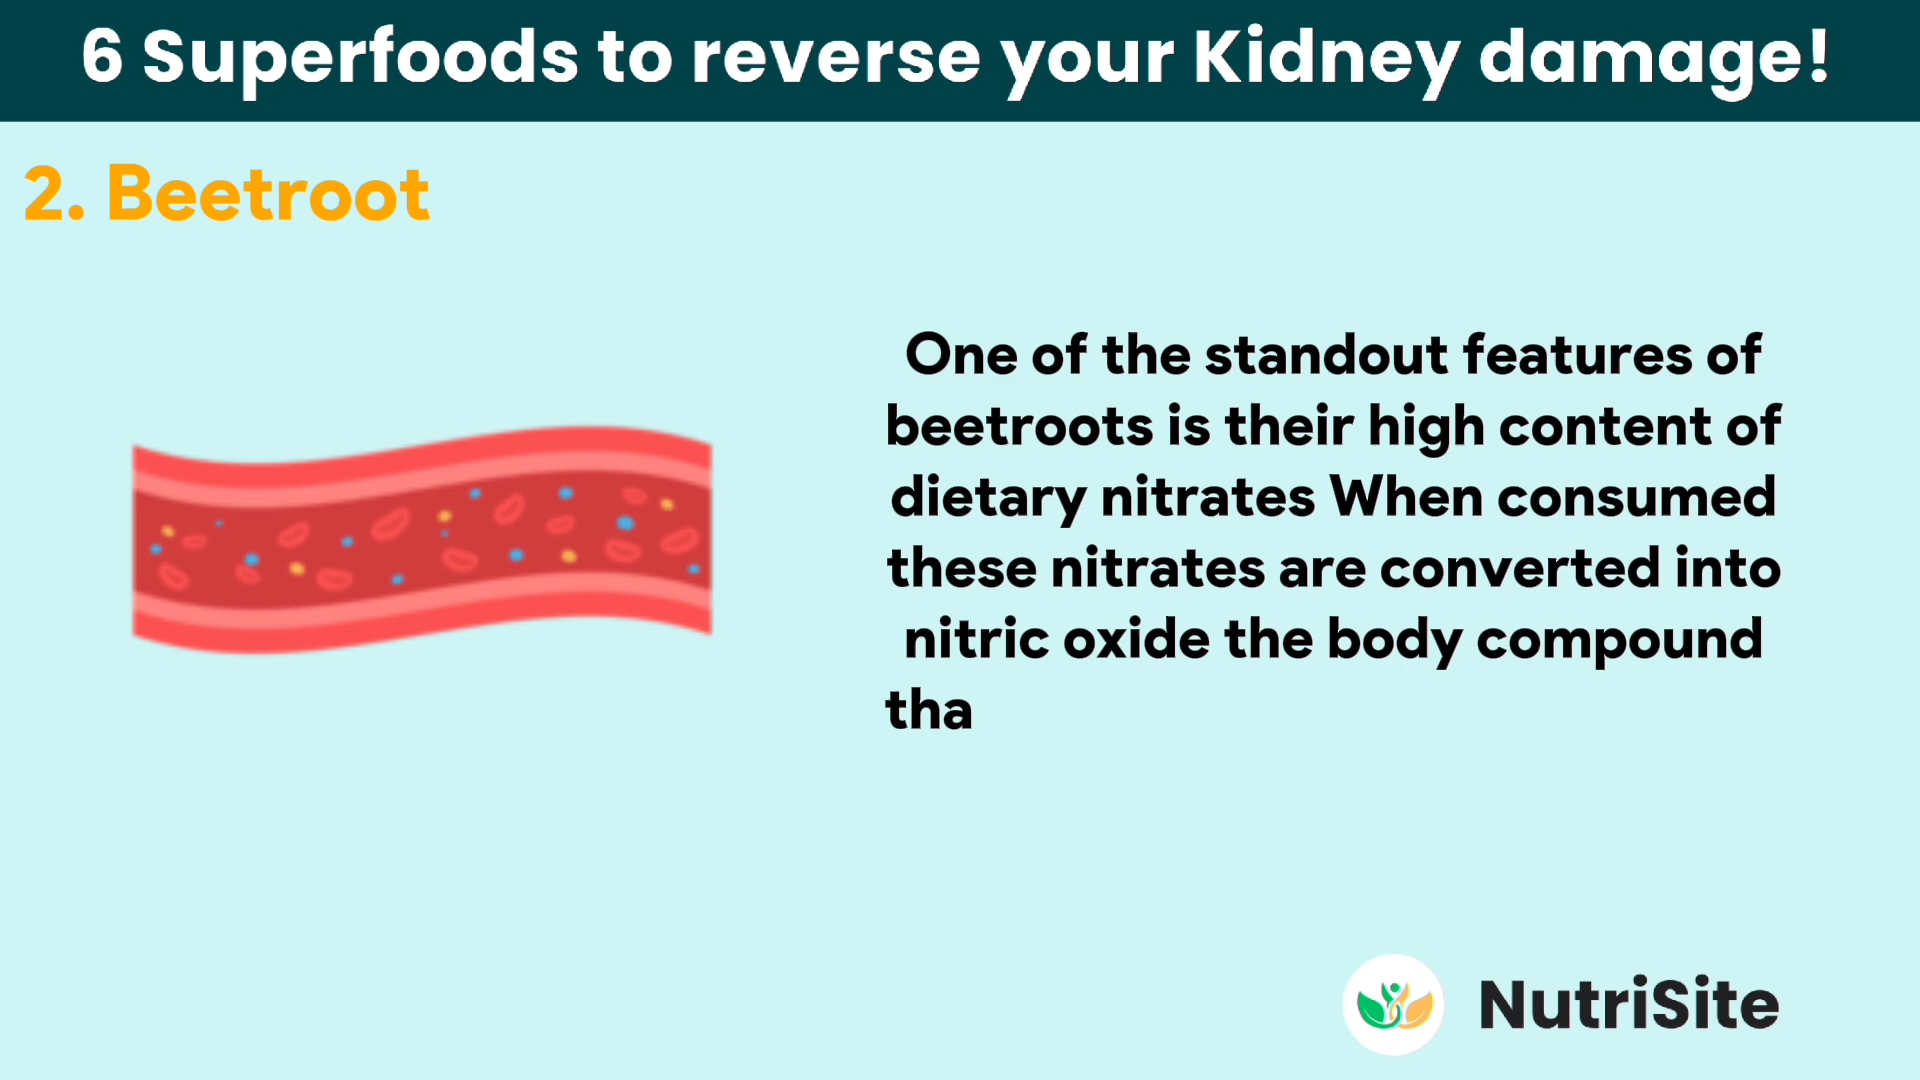 6 Superfoods to reverse your Kidney damage!
2. Beetroot
One of the standout features of
beetroots is their high content of
dietary nitrates When consumed
these nitrates are converted into
nitric oxide the body compound
tha
NutriSite